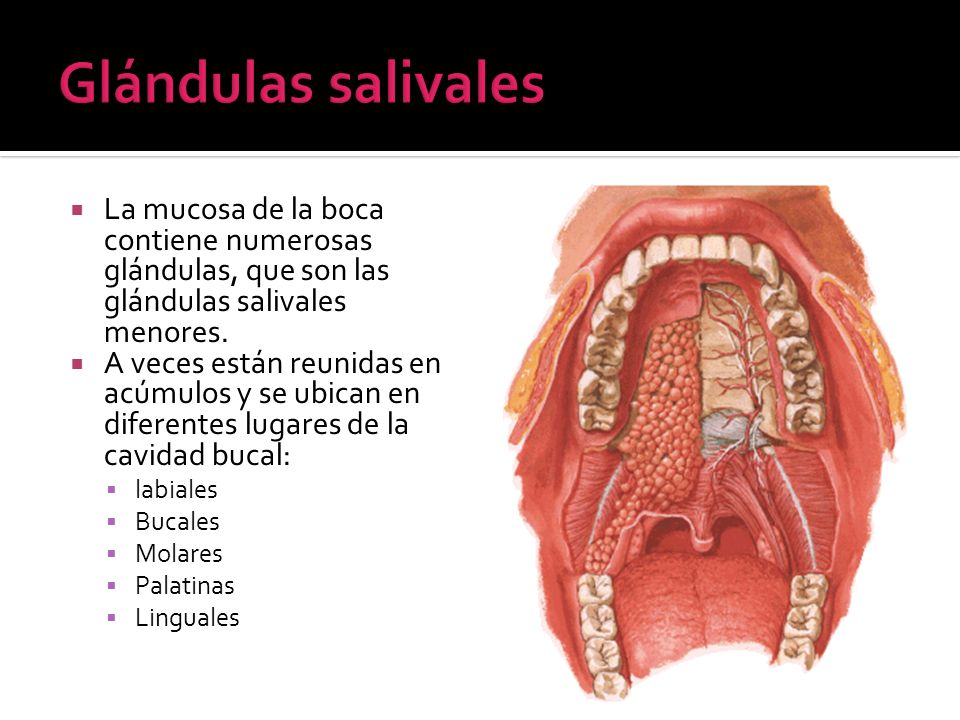 Glándulas salivales
La mucosa de la boca
contiene numerosas
glándulas, que son las
glándulas salivales
menores.
A veces están reunidas en
acúmulos y se ubican en
diferentes lugares de la
cavidad bucal:
labiales
Bucales
Molares
Palatinas
Linguales